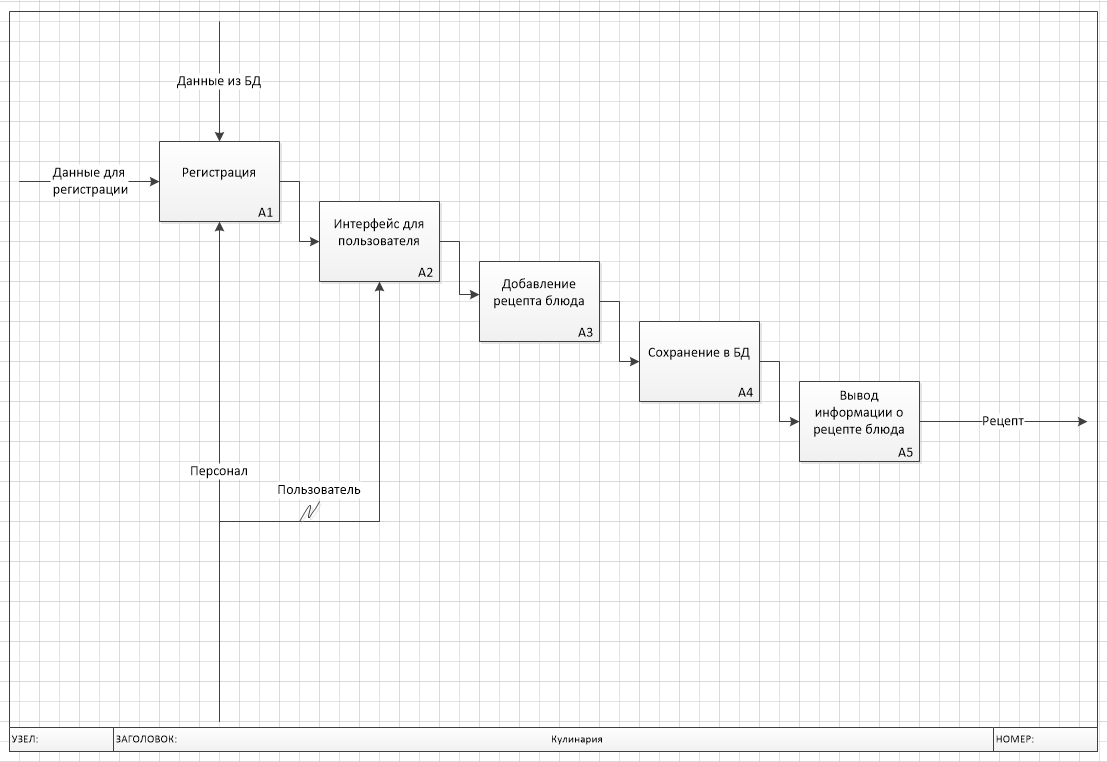 Данные из БД
Данные для
регистрации
Регистрация
A1
Интерфейс для
пользователя
A2
Добавление
рецепта блюда
A3
Сохранение в БД
A4
Вывод
информации о
рецепте блюда
A5
Рецепт
Персонал
Пользователь
УЗЕЛ:
ЗАГОЛОВОК:
Кулинария
НОМЕР: